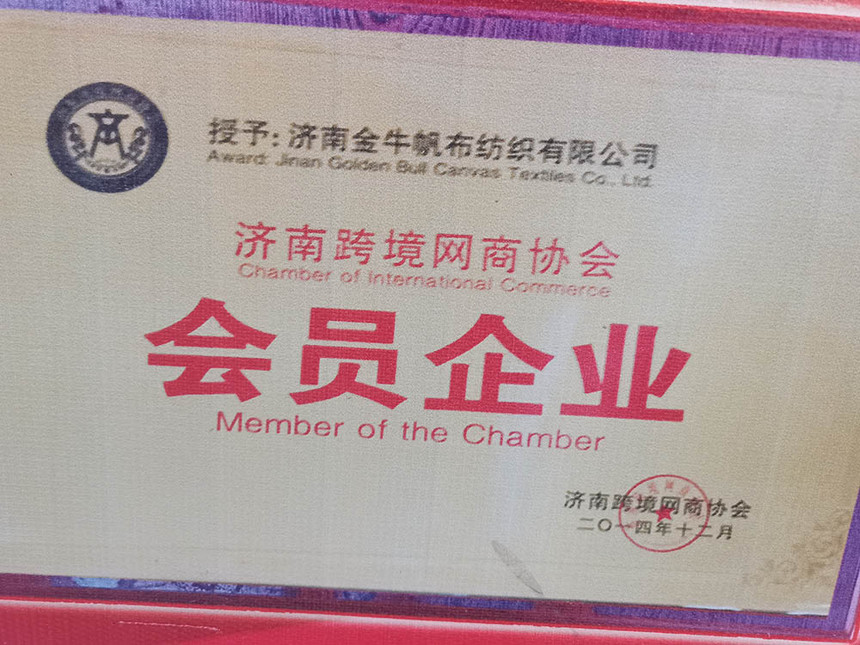 授予:济南金牛帆布纺织有限公司
Award: Jinan Golden Bull Canvas Textiles Co., Ltd.
济南跨境网商协会
Chamber of International Commerce
会员企业
Member of the Chamber
济南跨境网商协会
二〇一四年十二月